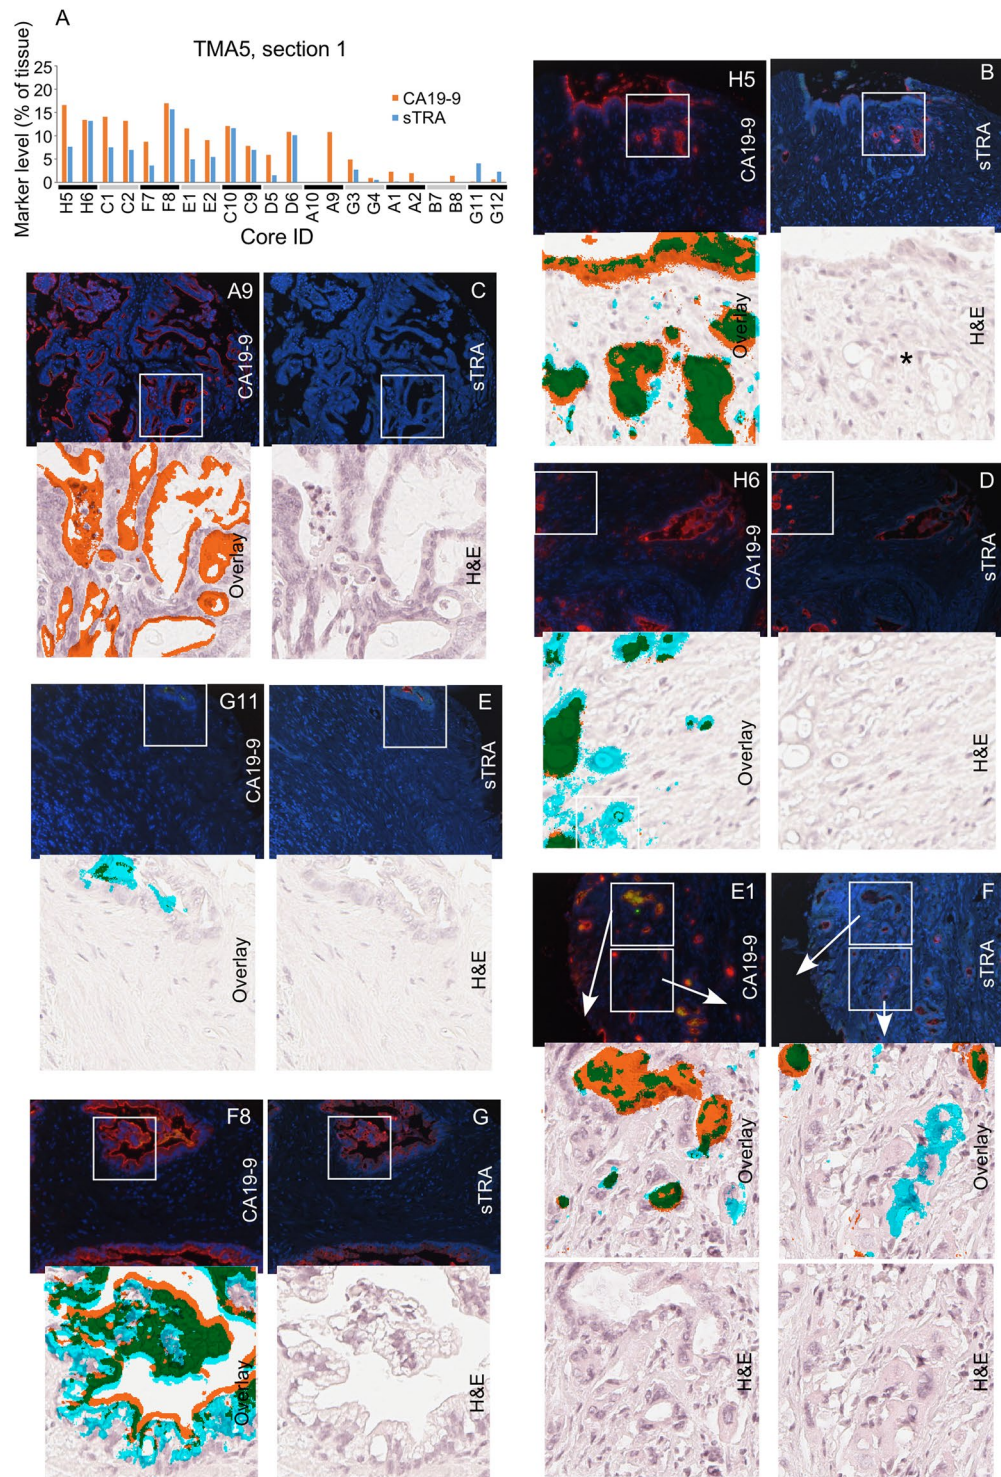 A
TMA5, section 1
Marker level (% of tissue)
25
20
15
10
5
0
CA19-9
sTRA
H5 H6 C1 C2 F7 F8 E1 E2 C10 C9 D5 D6 A10 A9 G3 G4 A1 A2 B7 B8 G11 G12
Core ID
H5
CA19-9
B
sTRA
Overlay
H&E
*
A9
CA19-9
C
sTRA
Overlay
H&E
H6
CA19-9
D
sTRA
Overlay
H&E
G11
CA19-9
E
sTRA
Overlay
H&E
E1
CA19-9
F
sTRA
Overlay
Overlay
H&E
H&E
F8
CA19-9
G
sTRA
Overlay
H&E